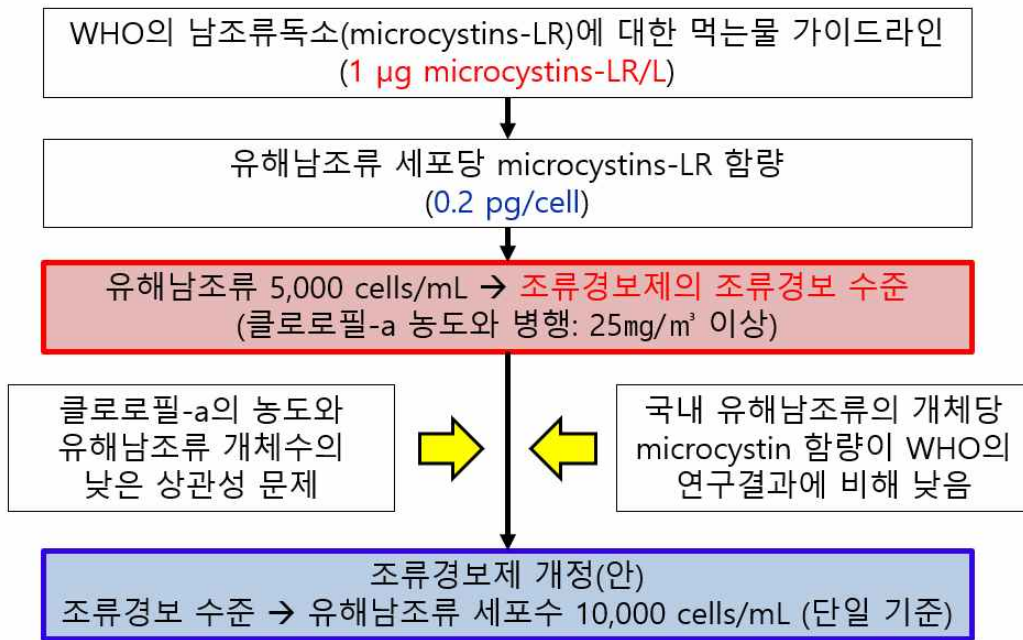 WHO의 남조류독소(microcystins-LR)에 대한 먹는물 가이드라인
(1 μg microcystins-LR/L)
유해남조류 세포당 microcystins-LR 함량
(0.2 pg/cell)
유해남조류 5,000 cells/mL → 조류경보제의 조류경보 수준
(클로로필-a 농도와 병행: 25㎎/㎥ 이상)
클로로필-a의 농도와
유해남조류 개체수의
낮은 상관성 문제
국내 유해남조류의 개체당
microcystin 함량이 WHO의
연구결과에 비해 낮음
조류경보제 개정(안)
조류경보 수준 → 유해남조류 세포수 10,000 cells/mL (단일 기준)